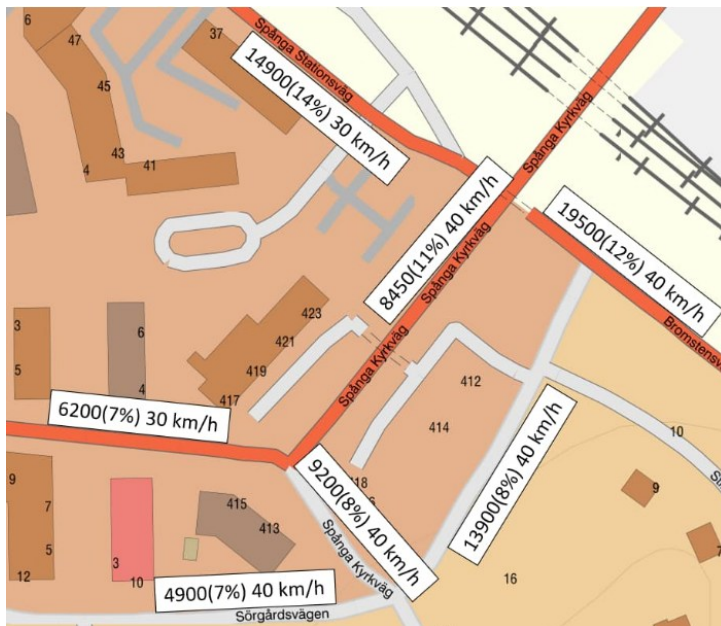 6
47
37
Spånga Stationsväg
14900(14%) 30 km/h
45
43
4
41
Spånga Kyrkväg
19500(12%) 40 km/h
Bromstensv
8450(11%) 40 km/h
Spånga Kyrkväg
Spånga Kyrkväg
423
421
419
417
3
5
6
4
412
414
6200(7%) 30 km/h
10
9
7
5
12
3
10
415
413
9200(8%) 40 km/h
13900(8%) 40 km/h
Spånga Kyrkväg
9
16
4900(7%) 40 km/h
Sörgårdsvägen